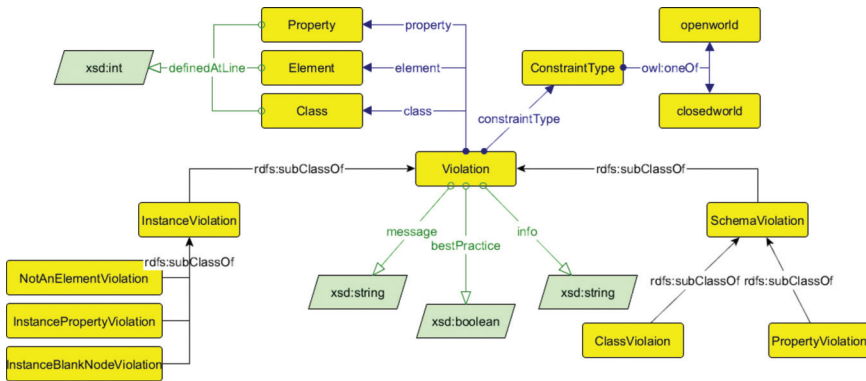 Property
property
openworld
xsd:int
definedAtLine
Element
element
ConstraintType
owl:oneOf
Class
class
closedworld
constraintType
Violation
rdfs:subClassOf
rdfs:subClassOf
InstanceViolation
SchemaViolation
message
info
bestPractice
rdfs:subClassOf
NotAnElementViolation
rdfs:subClassOf
rdfs:subClassOf
xsd:string
xsd:string
InstancePropertyViolation
xsd:boolean
ClassViolaion
PropertyViolation
InstanceBlankNodeViolation